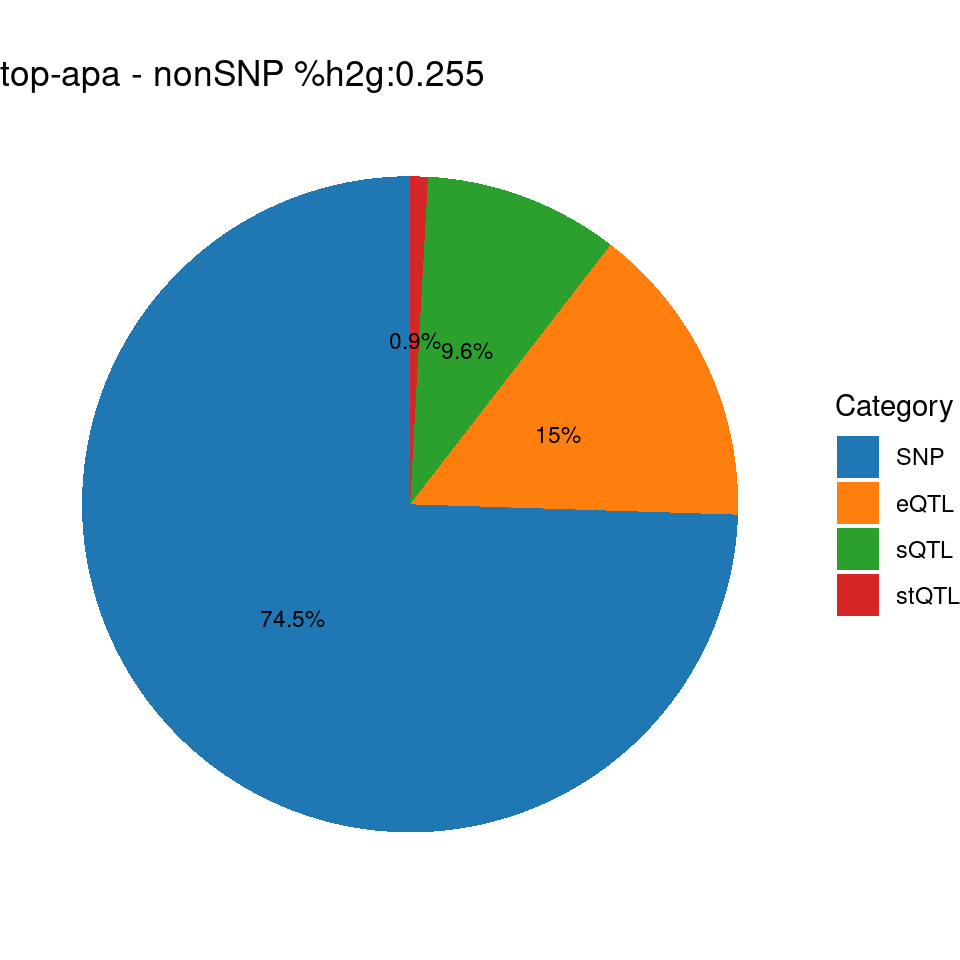 top-apa - nonSNP %h2g:0.255
0.9%
9.6%
15%
74.5%
Category
SNP
eQTL
sQTL
stQTL